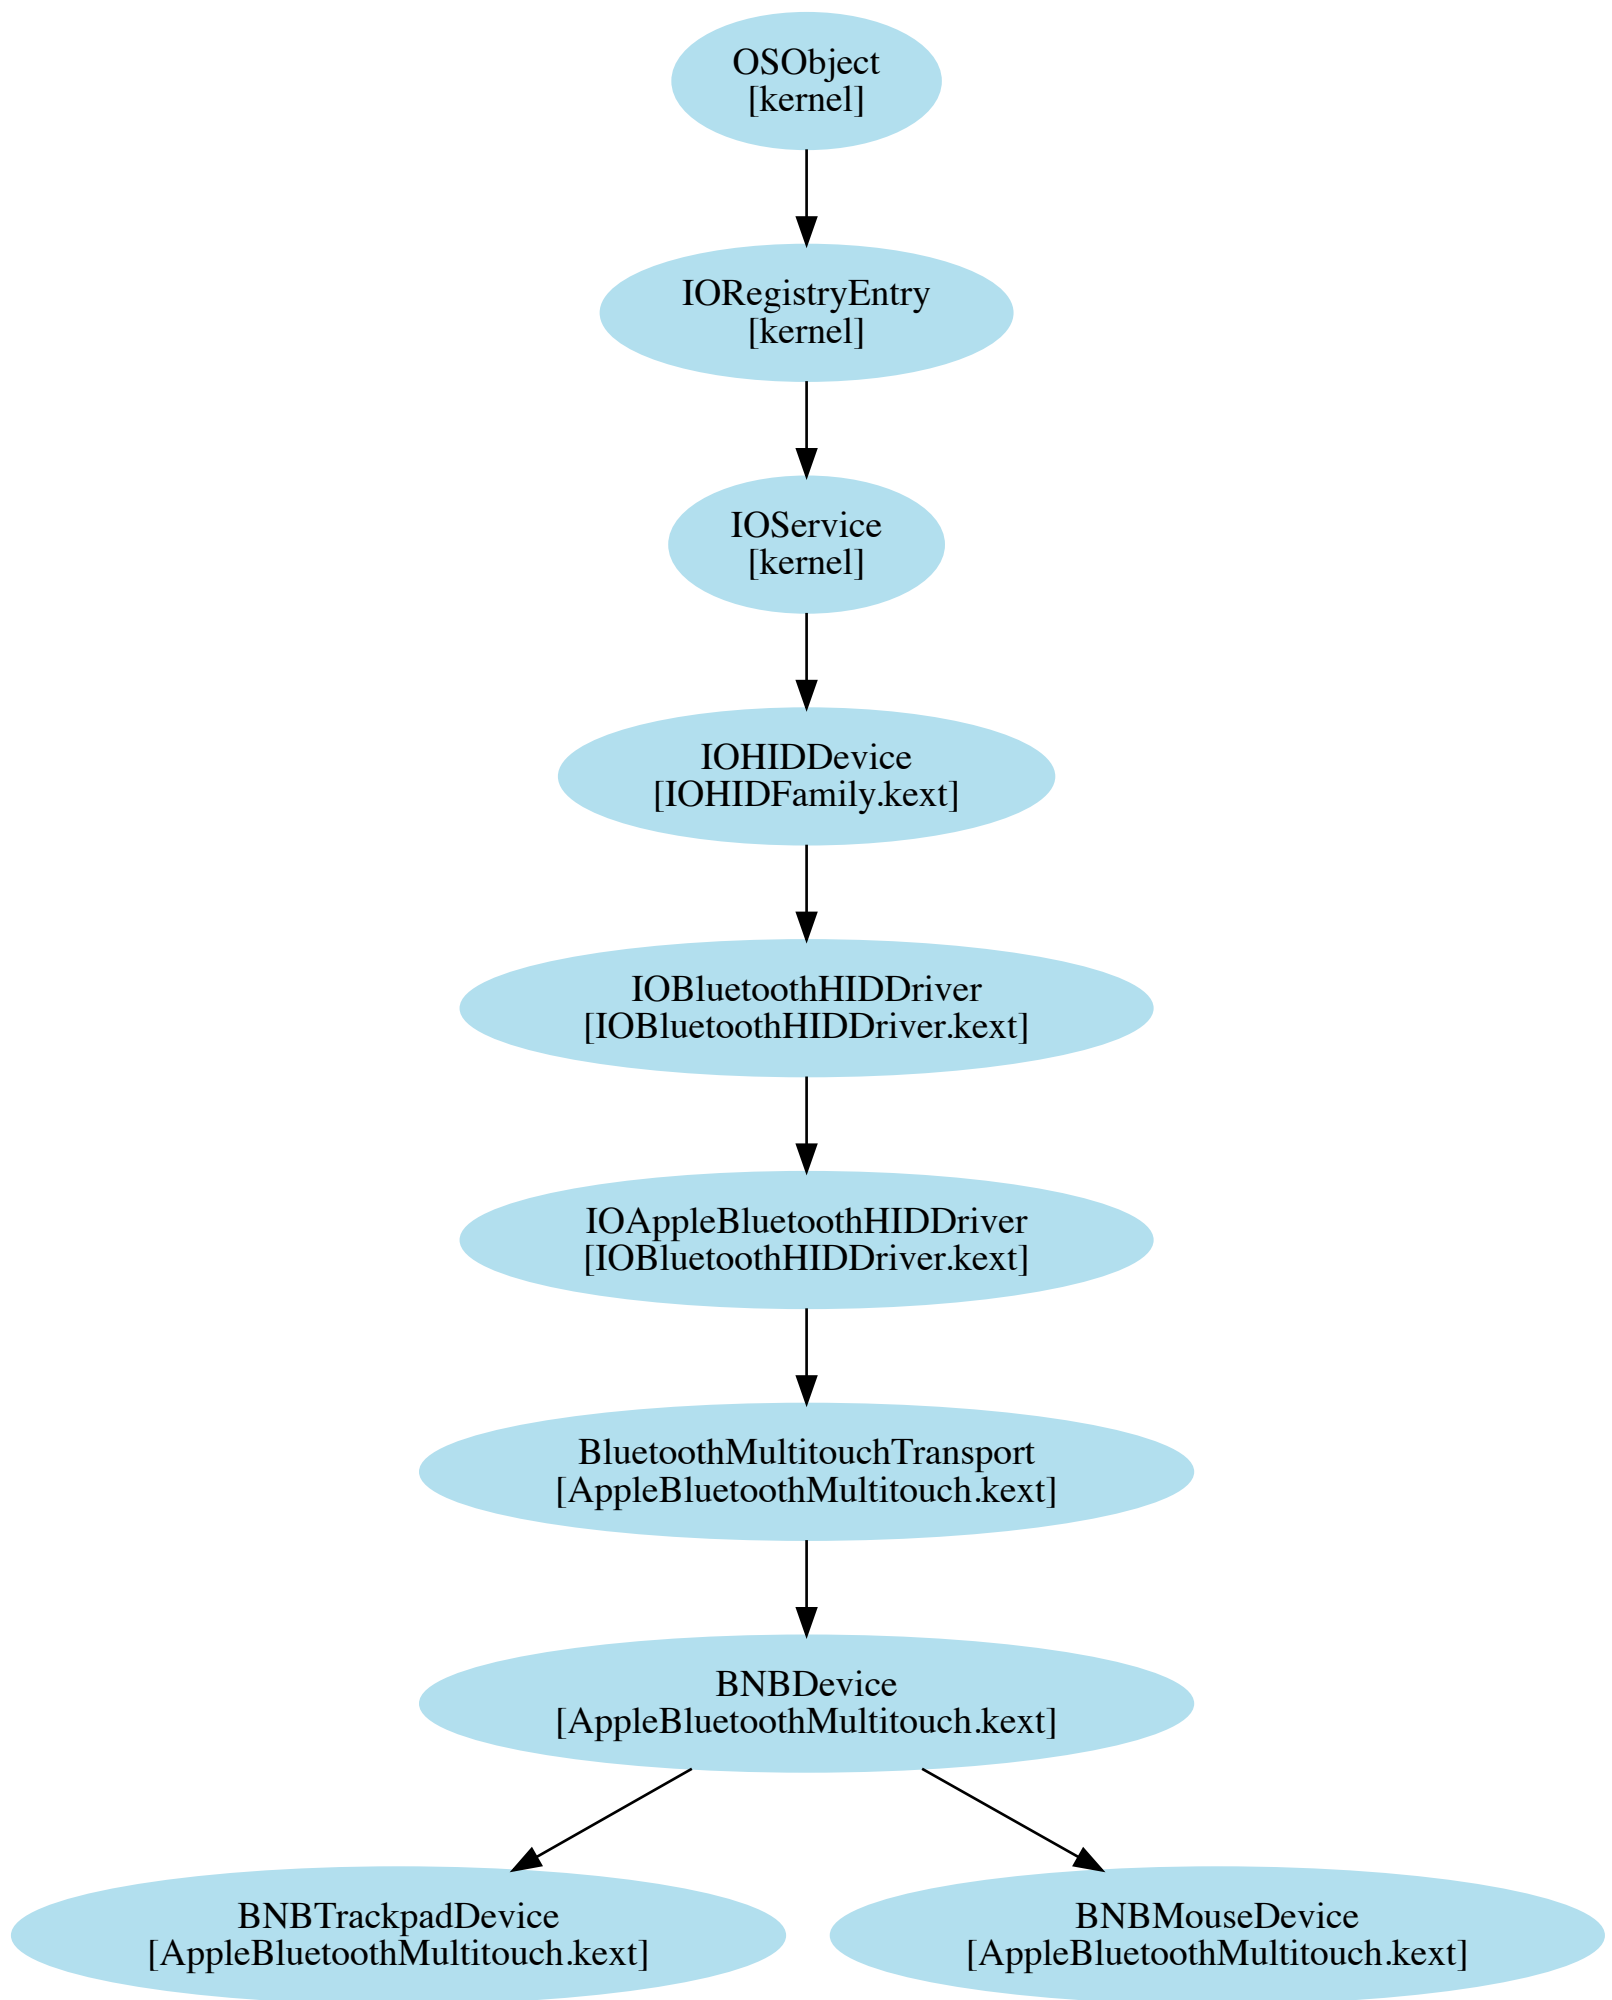 OSObject
[kernel]
IORegistryEntry
[kernel]
IOService
[kernel]
IOHIDDevice
[IOHIDFamily.kext]
IOBluetoothHIDDriver
[IOBluetoothHIDDriver.kext]
IOAppleBluetoothHIDDriver
[IOBluetoothHIDDriver.kext]
BluetoothMultitouchTransport
[AppleBluetoothMultitouch.kext]
BNBDevice
[AppleBluetoothMultitouch.kext]
BNBTrackpadDevice
[AppleBluetoothMultitouch.kext]
BNBMouseDevice
[AppleBluetoothMultitouch.kext]